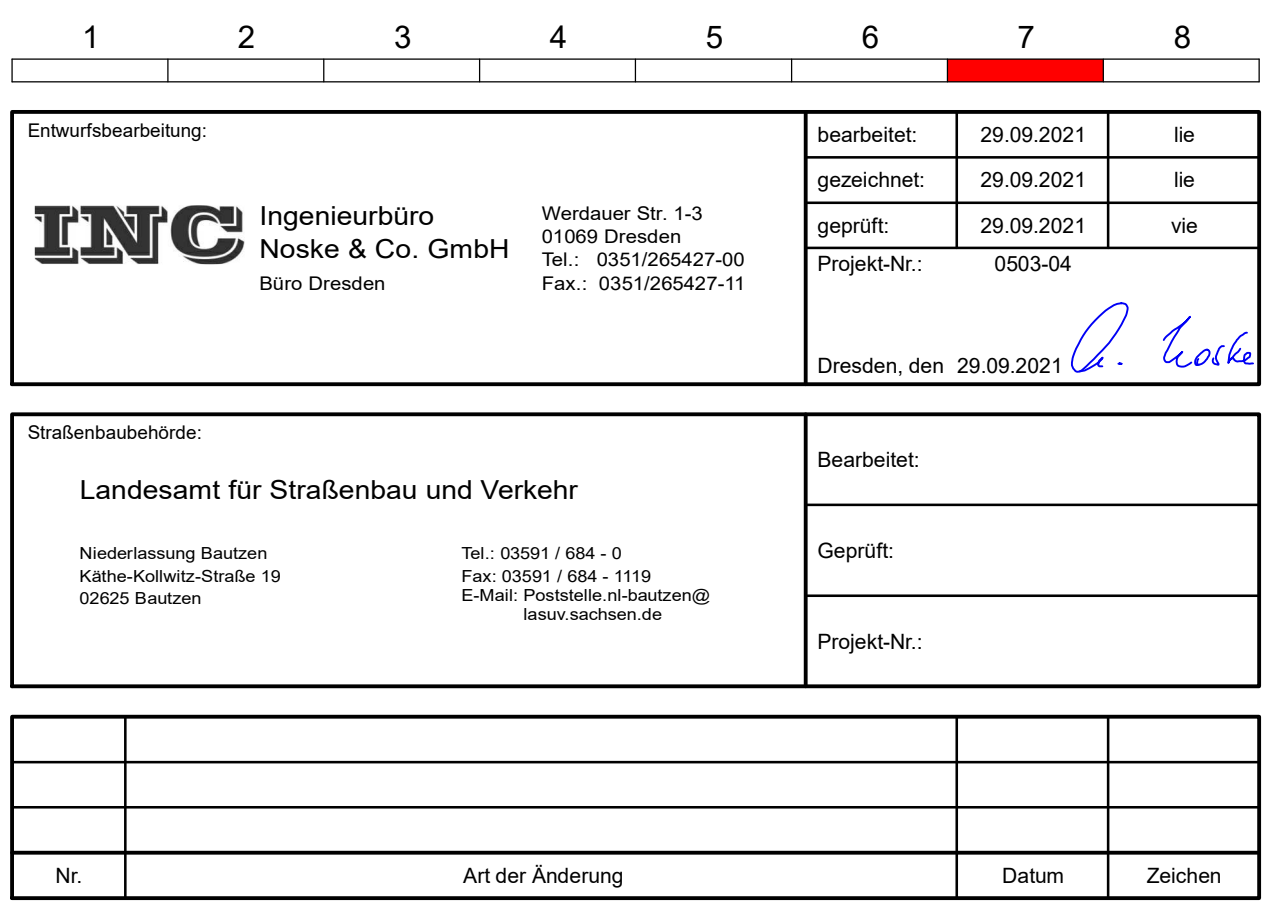 1 2 3 4 5 6 7 8
Entwurfsbearbeitung:
INC
Ingenieurbüro
Noske & Co. GmbH
Büro Dresden
Werdauer Str. 1-3
01069 Dresden
Tel.: 0351/265427-00
Fax.: 0351/265427-11
bearbeitet: 29.09.2021 lie
gezeichnet: 29.09.2021 lie
geprüft: 29.09.2021 vie
Projekt-Nr.: 0503-04
Dresden, den 29.09.2021 Noske
Straßenbaubehörde:
Landesamt für Straßenbau und Verkehr
Niederlassung Bautzen
Käthe-Kollwitz-Straße 19
02625 Bautzen
Tel.: 03591 / 684 - 0
Fax: 03591 / 684 - 1119
E-Mail: Poststelle.nl-bautzen@
lasuv.sachsen.de
Bearbeitet:
Geprüft:
Projekt-Nr.:
Nr. Art der Änderung Datum Zeichen